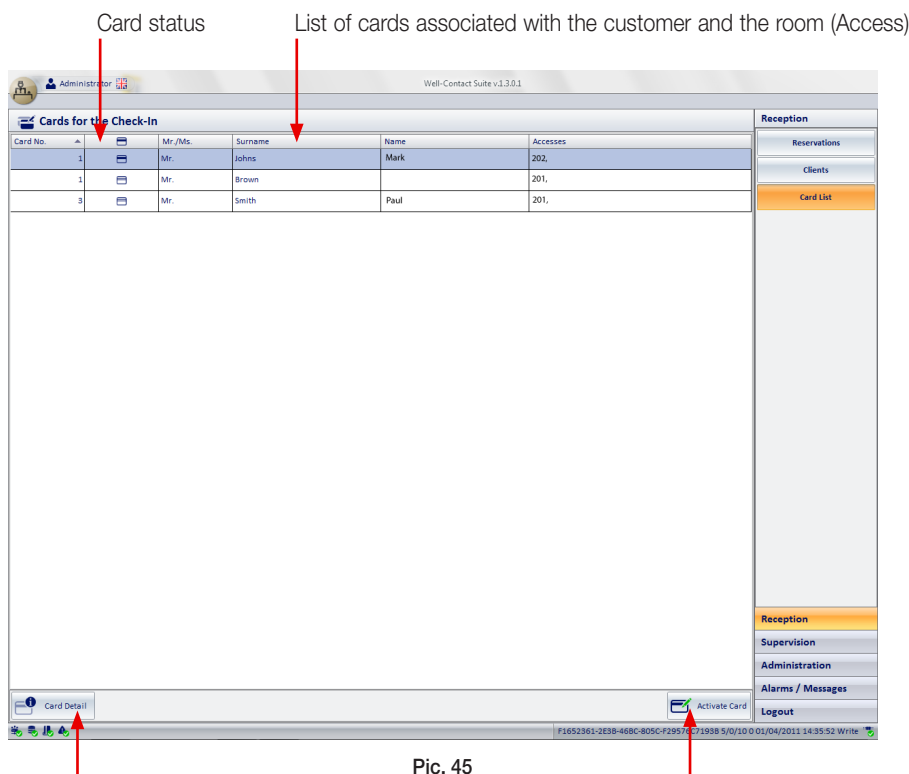 Card status
List of cards associated with the customer and the room (Access)
Administrator
Well-Contact Suite v.1.3.0.1
Cards for the Check-In
Card No. Mr./Ms. Surname Name Accesses
1 Mr. Johns Mark 202,
1 Mr. Brown 201,
3 Mr. Smith Paul 201,
Reception
Reservations
Clients
Card List
Reception
Supervision
Administration
Alarms / Messages
Logout
Card Detail
Activate Card
01/04/2011 14:35:52 Write
Pic. 45